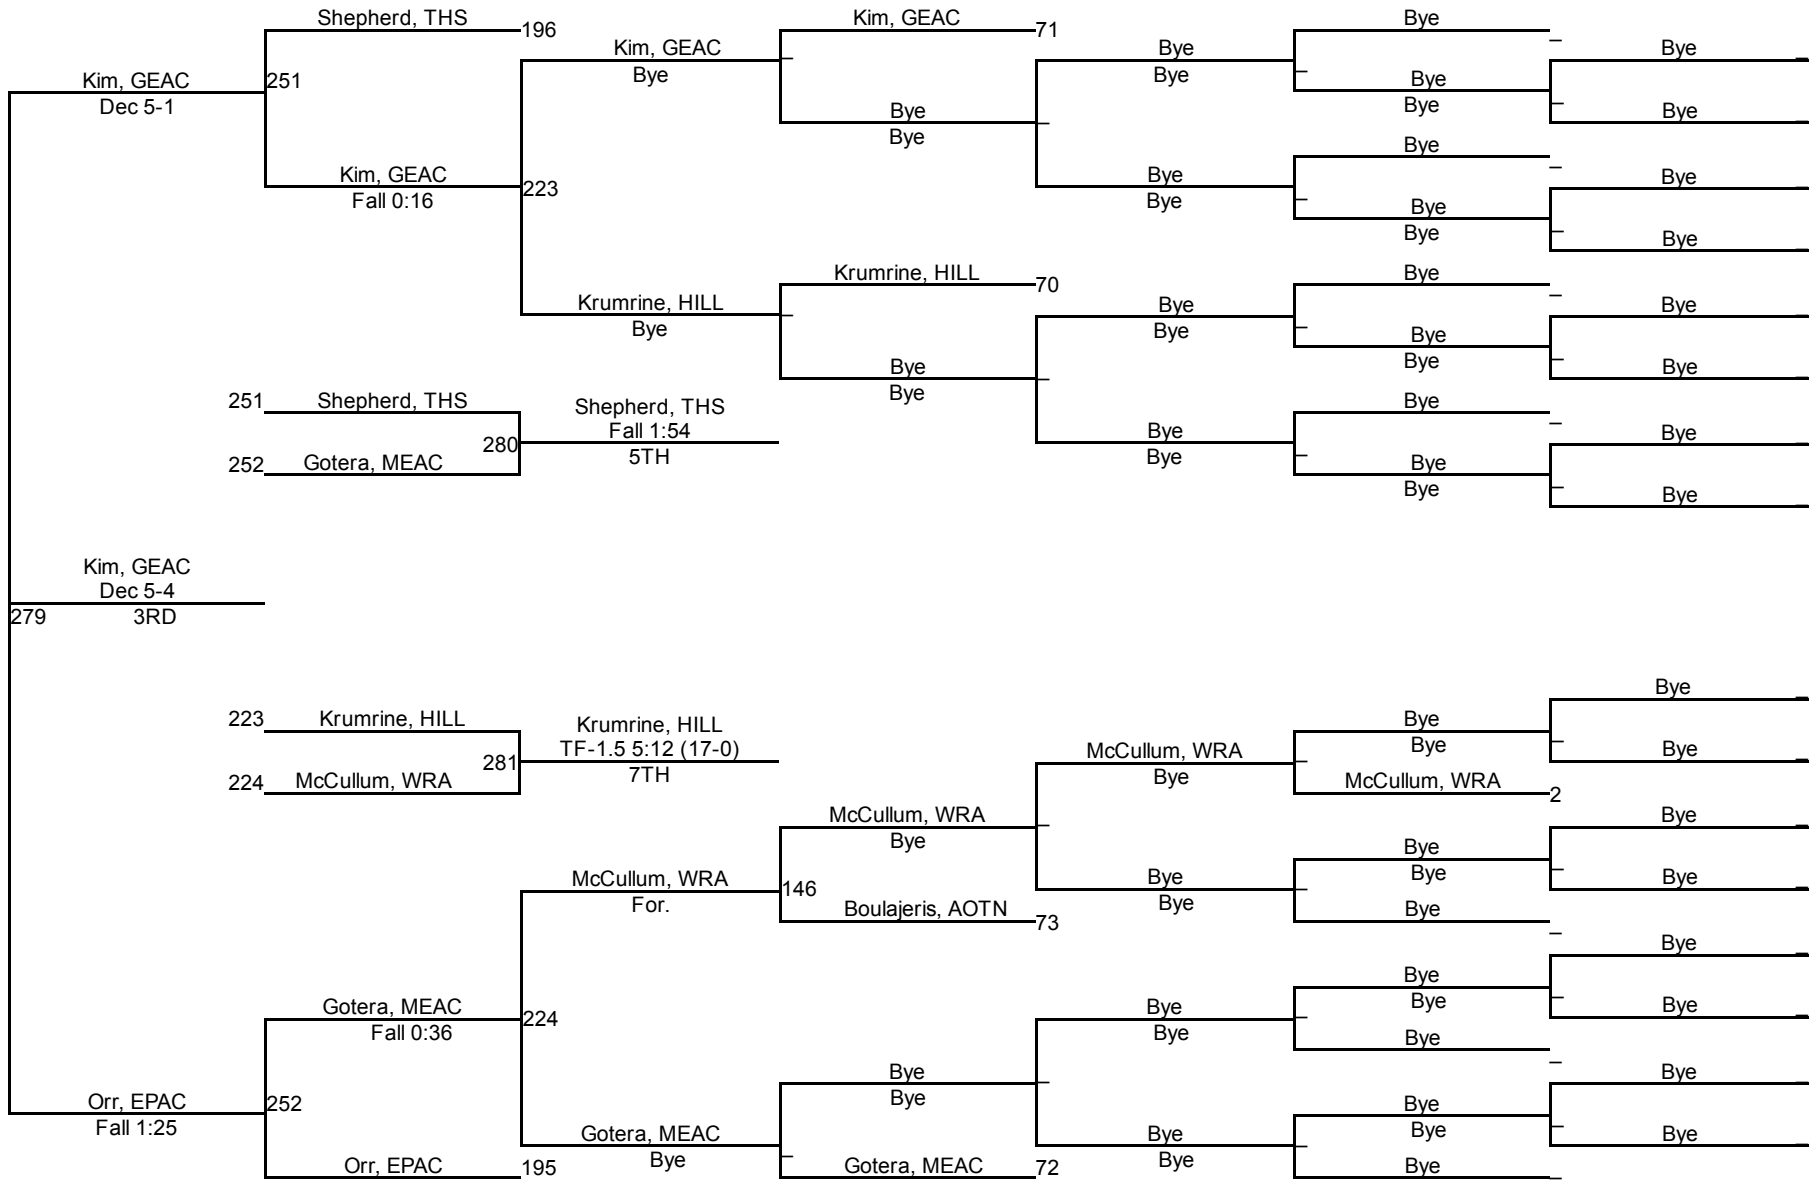 Shepherd, THS
196
Kim, GEAC
71
Bye
Kim, GEAC
Bye
Bye
Bye
Bye
Kim, GEAC
Dec 5-1
251
Bye
Bye
Bye
Bye
Bye
Bye
Kim, GEAC
Fall 0:16
223
Bye
Bye
Bye
Bye
Bye
Bye
Krumrine, HILL
70
Bye
Krumrine, HILL
Bye
Bye
Bye
Bye
Bye
Bye
Bye
Bye
Bye
251
Shepherd, THS
Bye
280
Shepherd, THS
Fall 1:54
5TH
Bye
Bye
Bye
252
Gotera, MEAC
Bye
Bye
Bye
Kim, GEAC
Dec 5-4
279
3RD
Bye
223
Krumrine, HILL
Bye
Bye
281
Krumrine, HILL
TF-1.5 5:12 (17-0)
7TH
McCullum, WRA
Bye
Bye
224
McCullum, WRA
McCullum, WRA
2
McCullum, WRA
Bye
Bye
Bye
Bye
McCullum, WRA
For.
146
Bye
Bye
Bye
Boulajeris, AOTN
73
Bye
Bye
Bye
Bye
Gotera, MEAC
Fall 0:36
224
Bye
Bye
Bye
Bye
Bye
Bye
Bye
Orr, EPAC
Fall 1:25
252
Bye
Bye
Gotera, MEAC
Bye
Bye
Bye
Bye
Orr, EPAC
195
Gotera, MEAC
72
Bye